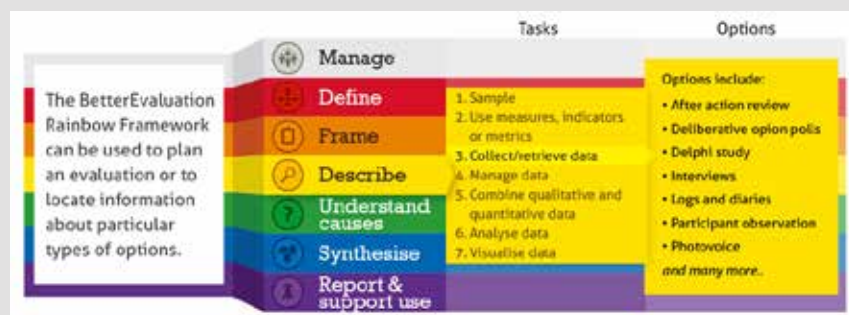 Tasks
Options
The BetterEvaluation
Rainbow Framework
can be used to plan
an evaluation or to
locate information
about particular
types of options.
Manage
Define
Frame
Describe
Understand
causes
Synthesise
Report &
support use
1. Sample
2. Use measures, indicators
or metrics
3. Collect/retrieve data
4. Manage data
5. Combine qualitative and
quantitative data
6. Analyse data
7. Visualise data
Options include:
• After action review
• Deliberative opion polls
• Delphi study
• Interviews
• Logs and diaries
• Participant observation
• Photovoice
and many more..